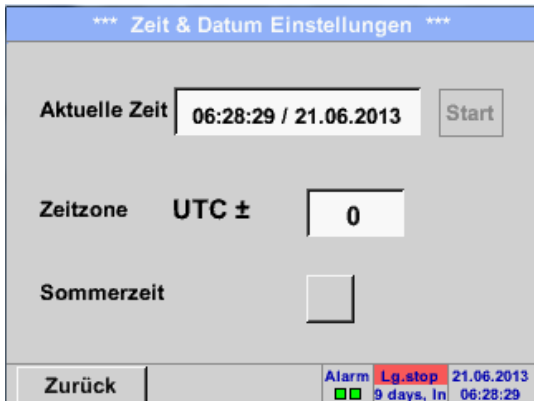 *** Zeit & Datum Einstellungen ***
Aktuelle Zeit 06:28:29 / 21.06.2013 Start
Zeitzone UTC ± 0
Sommerzeit
Zurück
Alarm Lg.stop 21.06.2013
9 days, In 06:28:29